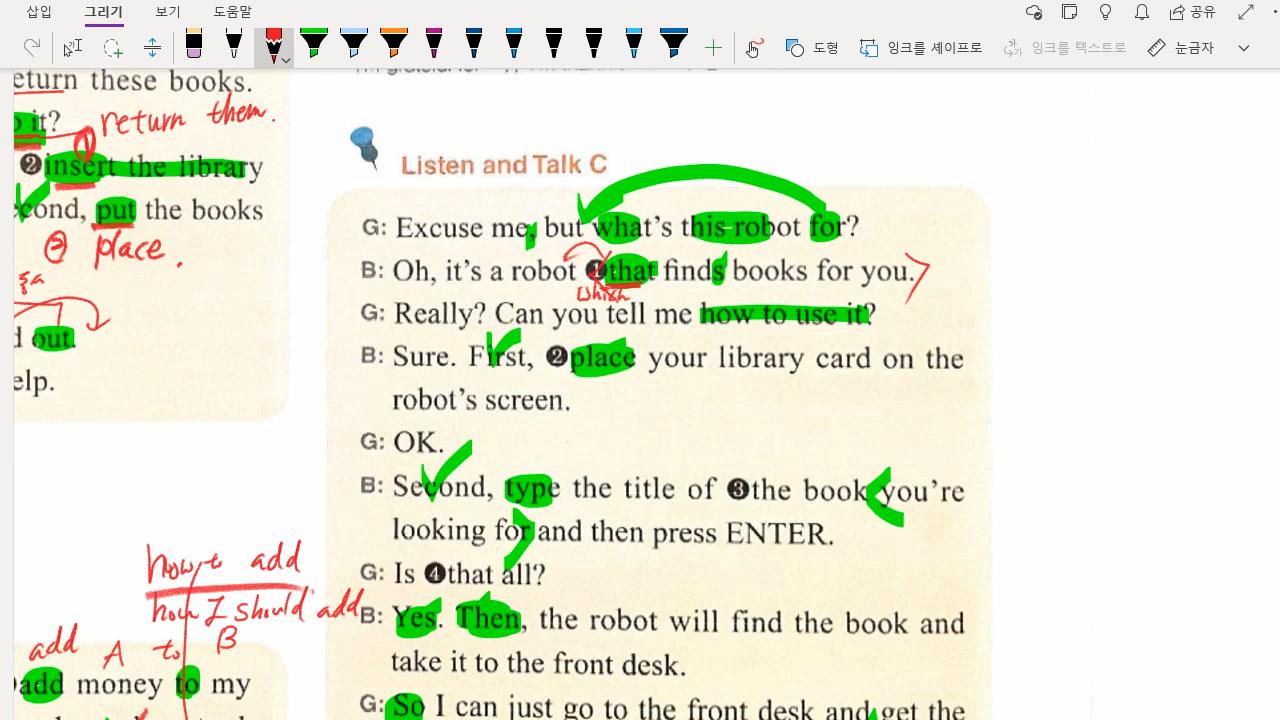 삽입 그리기 보기 도움말 공유
도형 잉크를 셰이프로 잉크를 텍스트로 눈금자
eturn these books.
it?
return them.
①
❷insert the library
cond, put the books
② place.
d out.
elp.
how to add
how I should add
add A to B
add money to my
Listen and Talk C
G: Excuse me, but what's this robot for?
B: Oh, it's a robot ❶that finds books for you.
which
G: Really? Can you tell me how to use it?
B: Sure. First, ❷place your library card on the
robot's screen.
G: OK.
B: Second, type the title of ❸the book you're
looking for and then press ENTER.
G: Is ❹that all?
B: Yes. Then, the robot will find the book and
take it to the front desk.
G: So I can just go to the front desk and get the